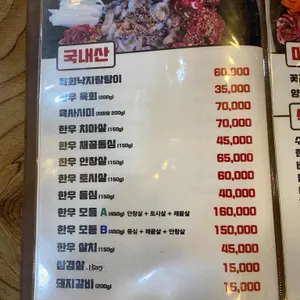 국내산
육회낙지탕탕이 60,000
한우 육회 (200g) 35,000
육사시미 200g) 70,000
한우 치마살 (150g) 70,000
한우 채끝등심 (150g) 45,000
한우 안창살 (150g) 65,000
한우 토시살 (150g) 60,000
한우 등심 (150g) 40,000
한우 모듬 A (450g) 안창살 + 토시살 + 채끝살 160,000
한우 모듬 B (450g) 등심 + 채끝살 + 안창살 150,000
한우 살치 (150g) 45,000
삼겹살 15,000
돼지갈비 (200g) 15,000